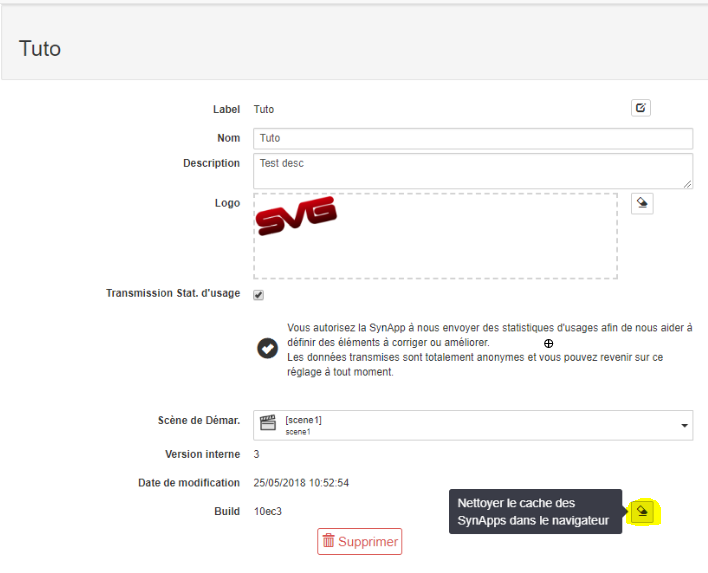 Tuto
Label Tuto
Nom Tuto
Description Test desc
Logo SVG
Transmission Stat. d'usage
Vous autorisez la SynApp à nous envoyer des statistiques d'usages afin de nous aider à
définir des éléments à corriger ou améliorer.
Les données transmises sont totalement anonymes et vous pouvez revenir sur ce
réglage à tout moment.
Scène de Démar. [scene1]
scene1
Version interne 3
Date de modification 25/05/2018 10:52:54
Build 10ec3
Nettoyer le cache des
SynApps dans le navigateur
Supprimer